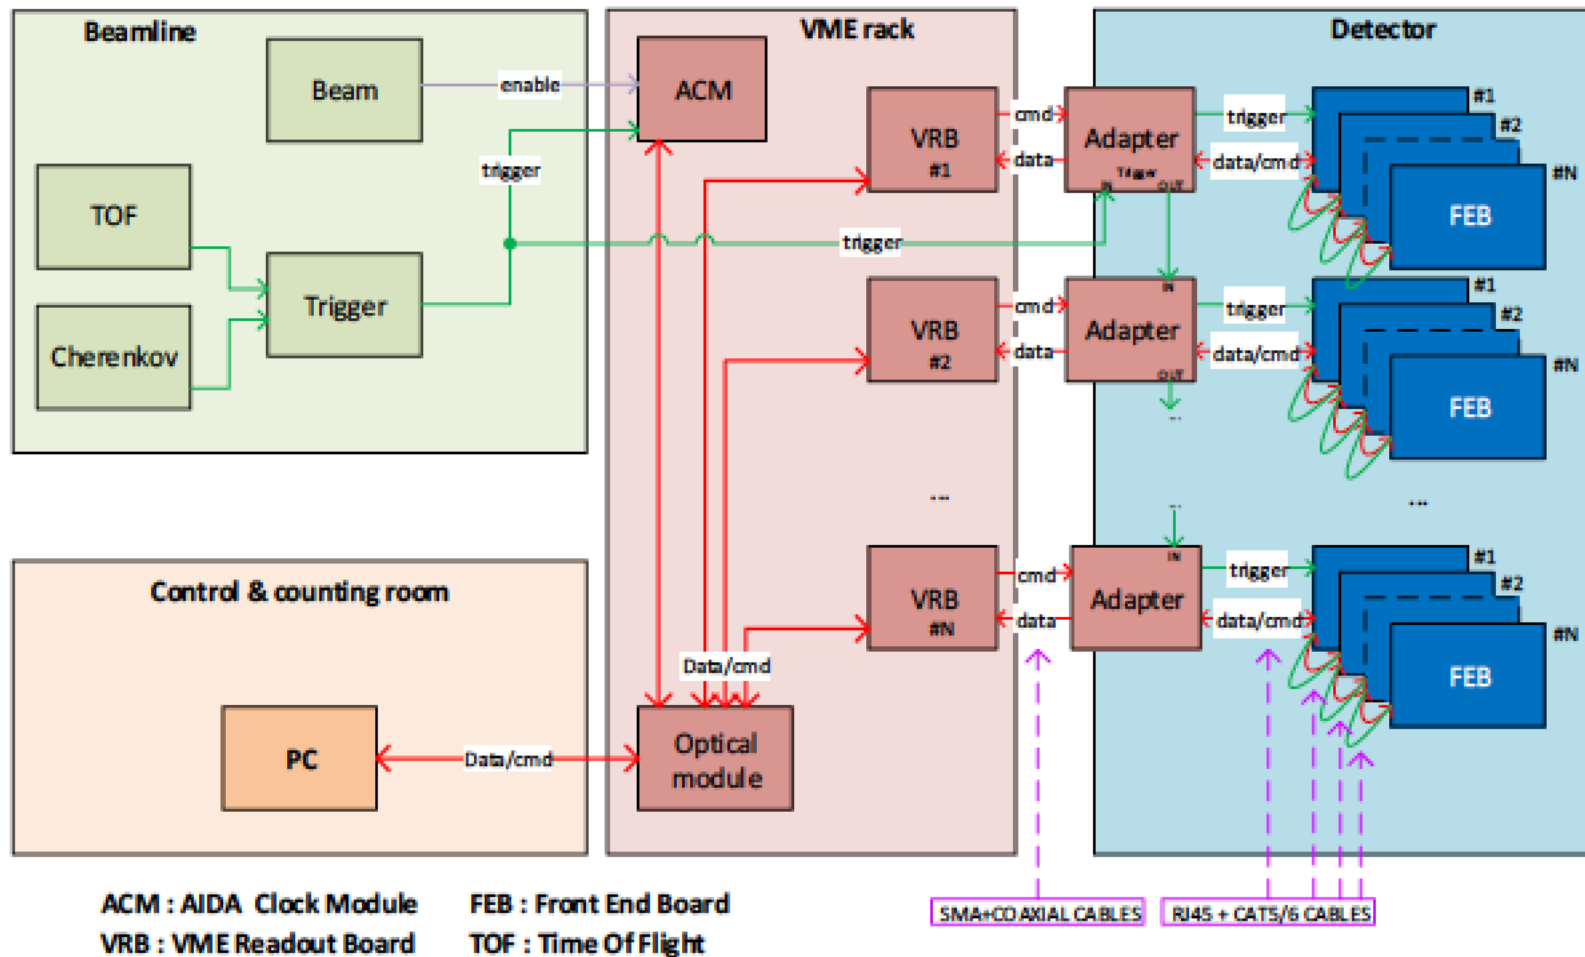 Beamline
VME rack
Detector
Beam
enable
ACM
trigger
TOF
Trigger
Cherenkov
trigger
VRB
#1
cmd
data
Adapter
Trigger
IN
OUT
trigger
data/cmd
#1
#2
#N
FEB
VRB
#2
cmd
data
IN
Adapter
OUT
trigger
data/cmd
#1
#2
#N
FEB
...
...
...
...
VRB
#N
cmd
data
IN
Adapter
trigger
data/cmd
#1
#2
#N
FEB
Control & counting room
PC
Data/cmd
Data/cmd
Optical
module
SMA+COAXIAL CABLES
RJ45 + CAT5/6 CABLES
ACM : AIDA Clock Module
FEB : Front End Board
VRB : VME Readout Board
TOF : Time Of Flight